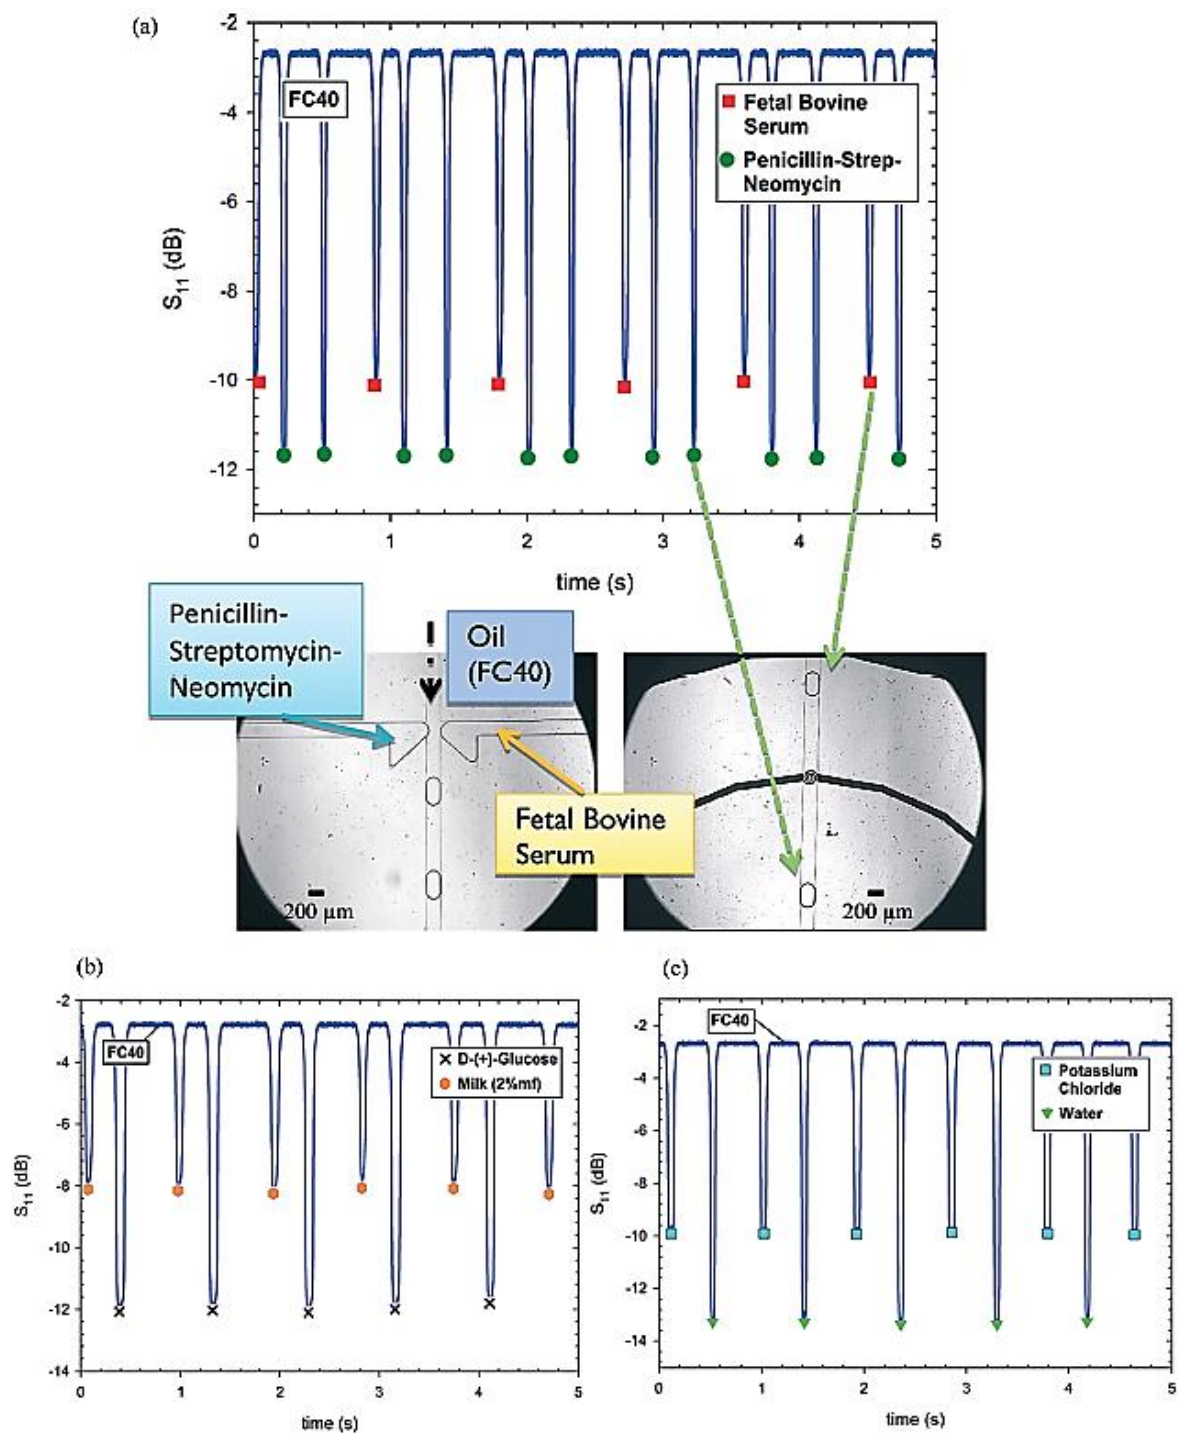 (a)
-2
-4
-6
-8
-10
-12
S11 (dB)
FC40
Fetal Bovine
Serum
Penicillin-Strep-
Neomycin
0 1 2 3 4 5
time (s)
Penicillin-
Streptomycin-
Neomycin
Oil
(FC40)
Fetal Bovine
Serum
200 μm
200 μm
(b)
-2
-4
-6
-8
-10
-12
-14
S11 (dB)
FC40
D-(+)-Glucose
Milk (2%mf)
0 1 2 3 4 5
time (s)
(c)
-2
-4
-6
-8
-10
-12
-14
S11 (dB)
FC40
Potassium
Chloride
Water
0 1 2 3 4 5
time (s)